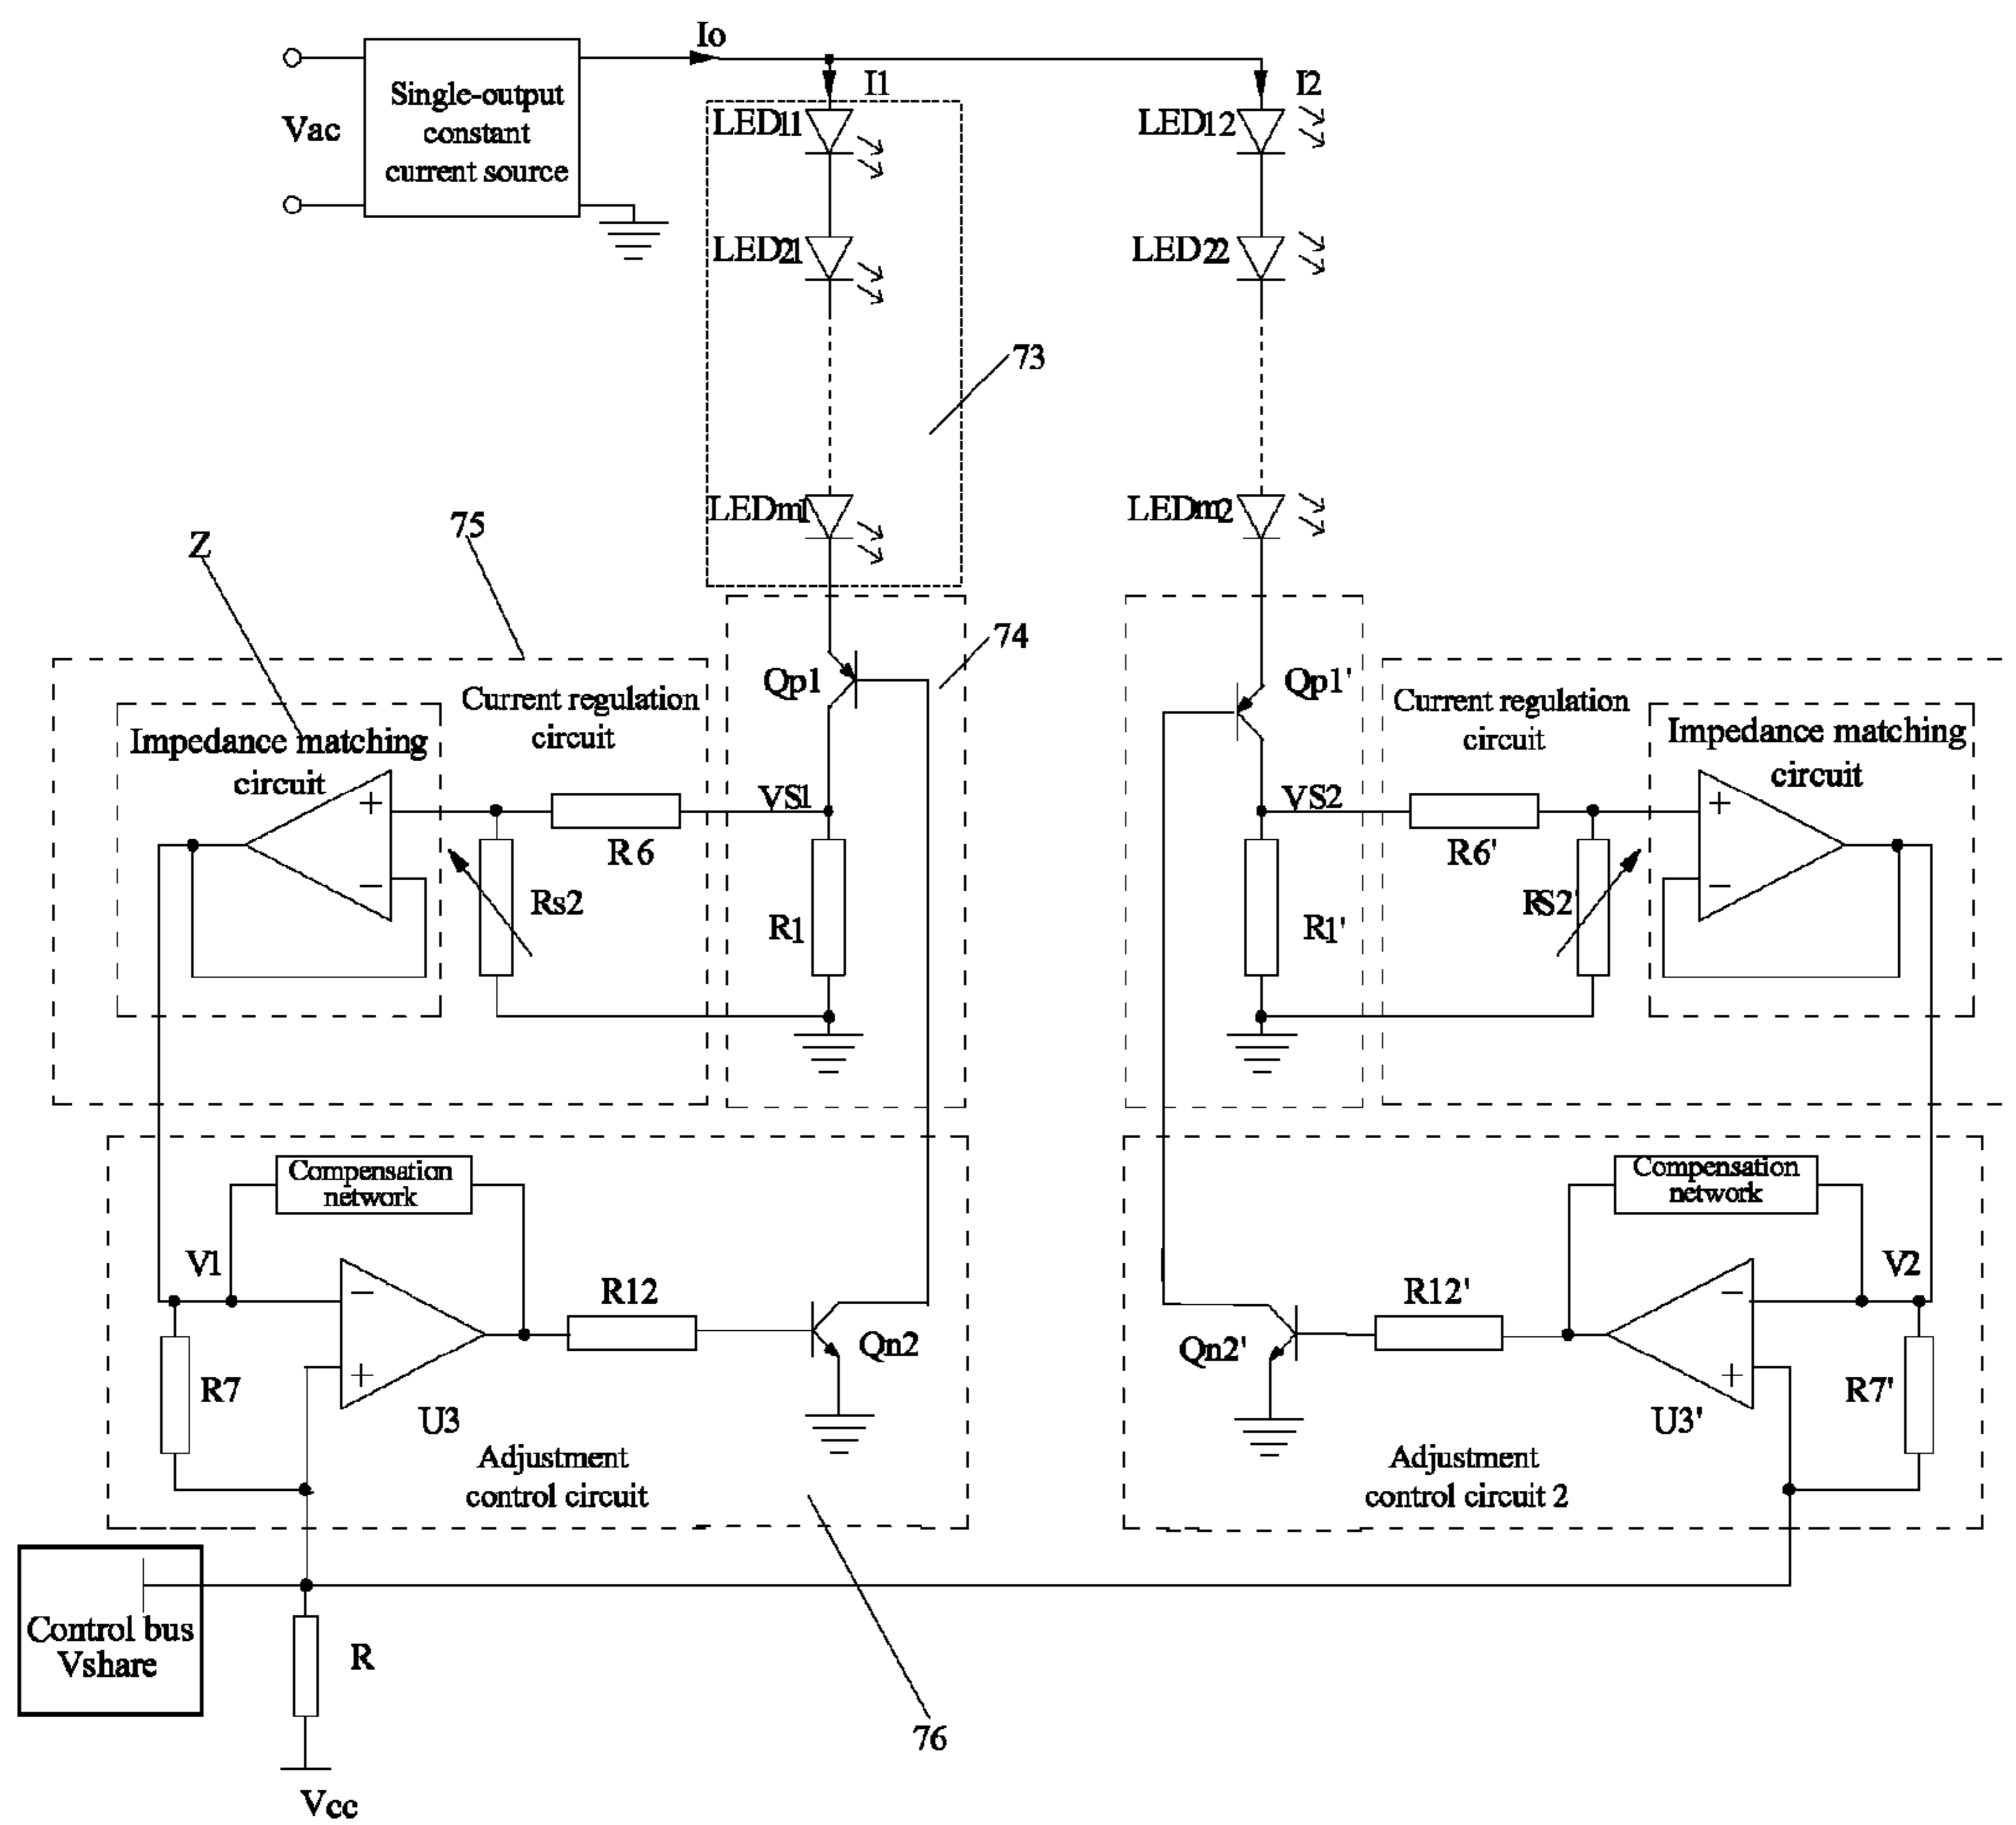 Io
Single-output
constant
current source
Vac
I1
I2
LED11
LED12
LED21
LED22
73
LEDm1
LEDm2
75
Z
74
Qp1
Qp1'
Current regulation
circuit
Current regulation
circuit
Impedance matching
circuit
Impedance matching
circuit
+
VS1
VS2
+
R6
R6'
−
Rs2
R1
R1'
RS2'
−
Compensation
network
Compensation
network
V1
V2
−
R12
R12'
−
Qn2
Qn2'
R7
+
+
R7'
U3
U3'
Adjustment
control circuit
Adjustment
control circuit 2
Control bus
Vshare
R
76
Vcc